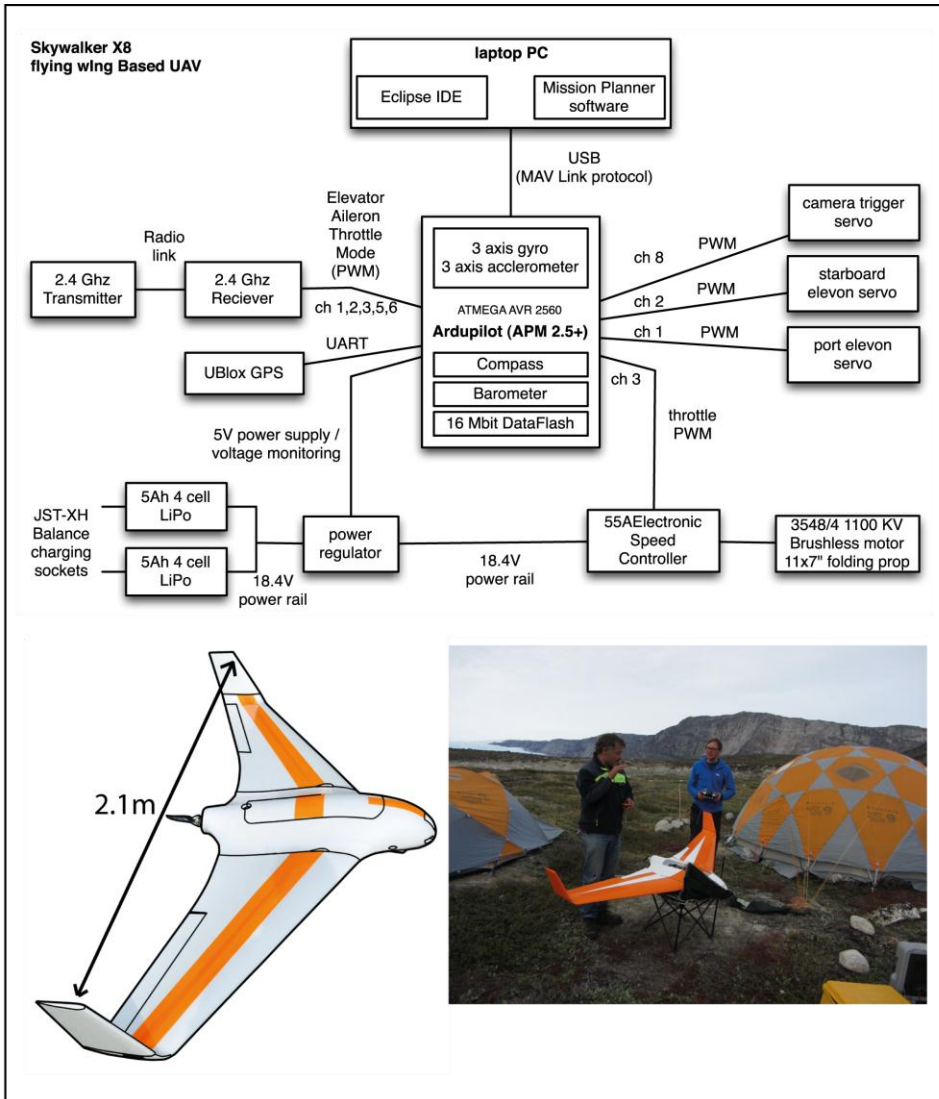 Skywalker X8
flying wIng Based UAV
laptop PC
Eclipse IDE
Mission Planner
software
USB
(MAV Link protocol)
Elevator
Aileron
Throttle
Mode
(PWM)
Radio
link
2.4 Ghz
Transmitter
2.4 Ghz
Reciever
ch 1,2,3,5,6
UART
UBlox GPS
3 axis gyro
3 axis acclerometer
ATMEGA AVR 2560
Ardupilot (APM 2.5+)
Compass
Barometer
16 Mbit DataFlash
ch 8
PWM
camera trigger
servo
ch 2
PWM
starboard
elevon servo
ch 1
PWM
port elevon
servo
ch 3
throttle
PWM
5V power supply /
voltage monitoring
JST-XH
Balance
charging
sockets
5Ah 4 cell
LiPo
5Ah 4 cell
LiPo
18.4V
power rail
power
regulator
18.4V
power rail
55AElectronic
Speed
Controller
3548/4 1100 KV
Brushless motor
11x7" folding prop
2.1m